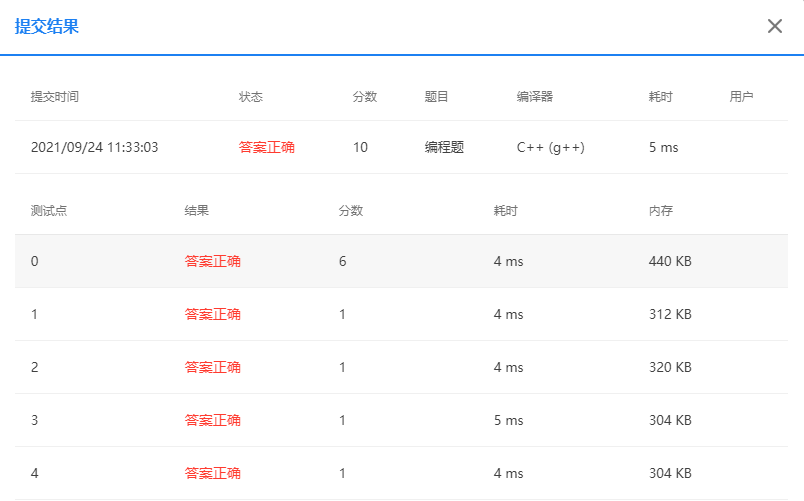 提交结果
提交时间 状态 分数 题目 编译器 耗时 用户
2021/09/24 11:33:03 答案正确 10 编程题 C++ (g++) 5 ms
测试点 结果 分数 耗时 内存
0 答案正确 6 4 ms 440 KB
1 答案正确 1 4 ms 312 KB
2 答案正确 1 4 ms 320 KB
3 答案正确 1 5 ms 304 KB
4 答案正确 1 4 ms 304 KB